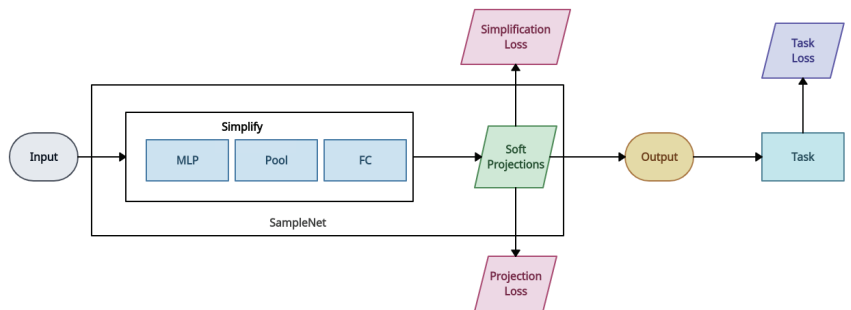 Simplification
Loss
Task
Loss
Simplify
Input
MLP
Pool
FC
Soft
Projections
Output
Task
SampleNet
Projection
Loss